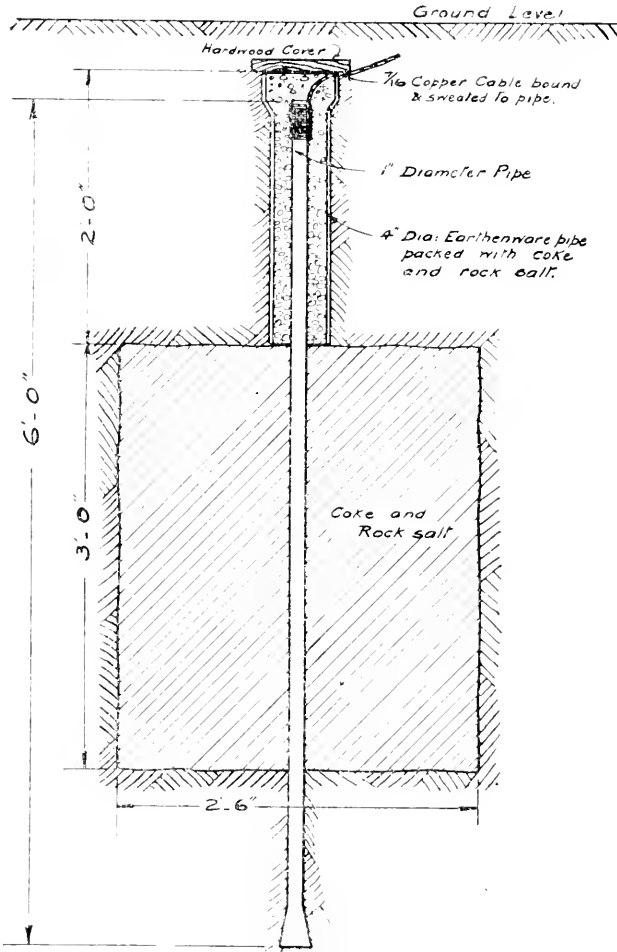 Ground Level
Hardwood Cover
7/16 Copper Cable bound
& sweated to pipe.
1" Diameter Pipe
4" Dia: Earthenware pipe
packed with coke
and rock salt.
2'-0"
6'-0"
3'-0"
Coke and
Rock salt
2'-6"